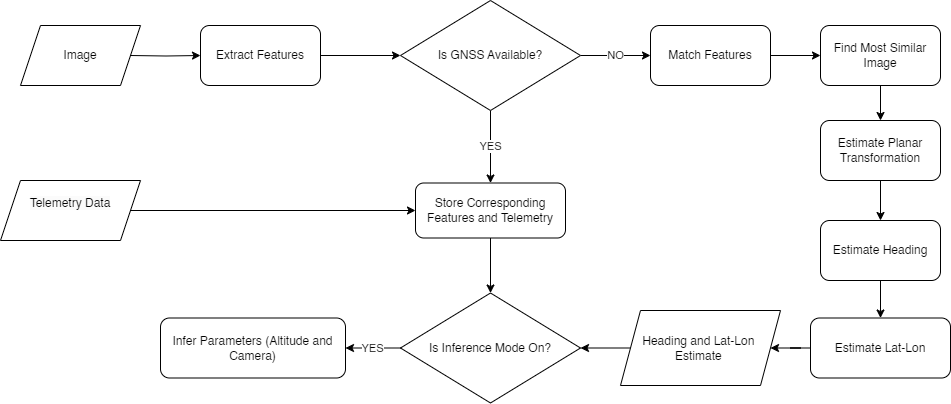 Image
Extract Features
Is GNSS Available?
NO
Match Features
Find Most Similar
Image
YES
Estimate Planar
Transformation
Telemetry Data
Store Corresponding
Features and Telemetry
Estimate Heading
Infer Parameters (Altitude and
Camera)
YES
Is Inference Mode On?
Heading and Lat-Lon
Estimate
Estimate Lat-Lon